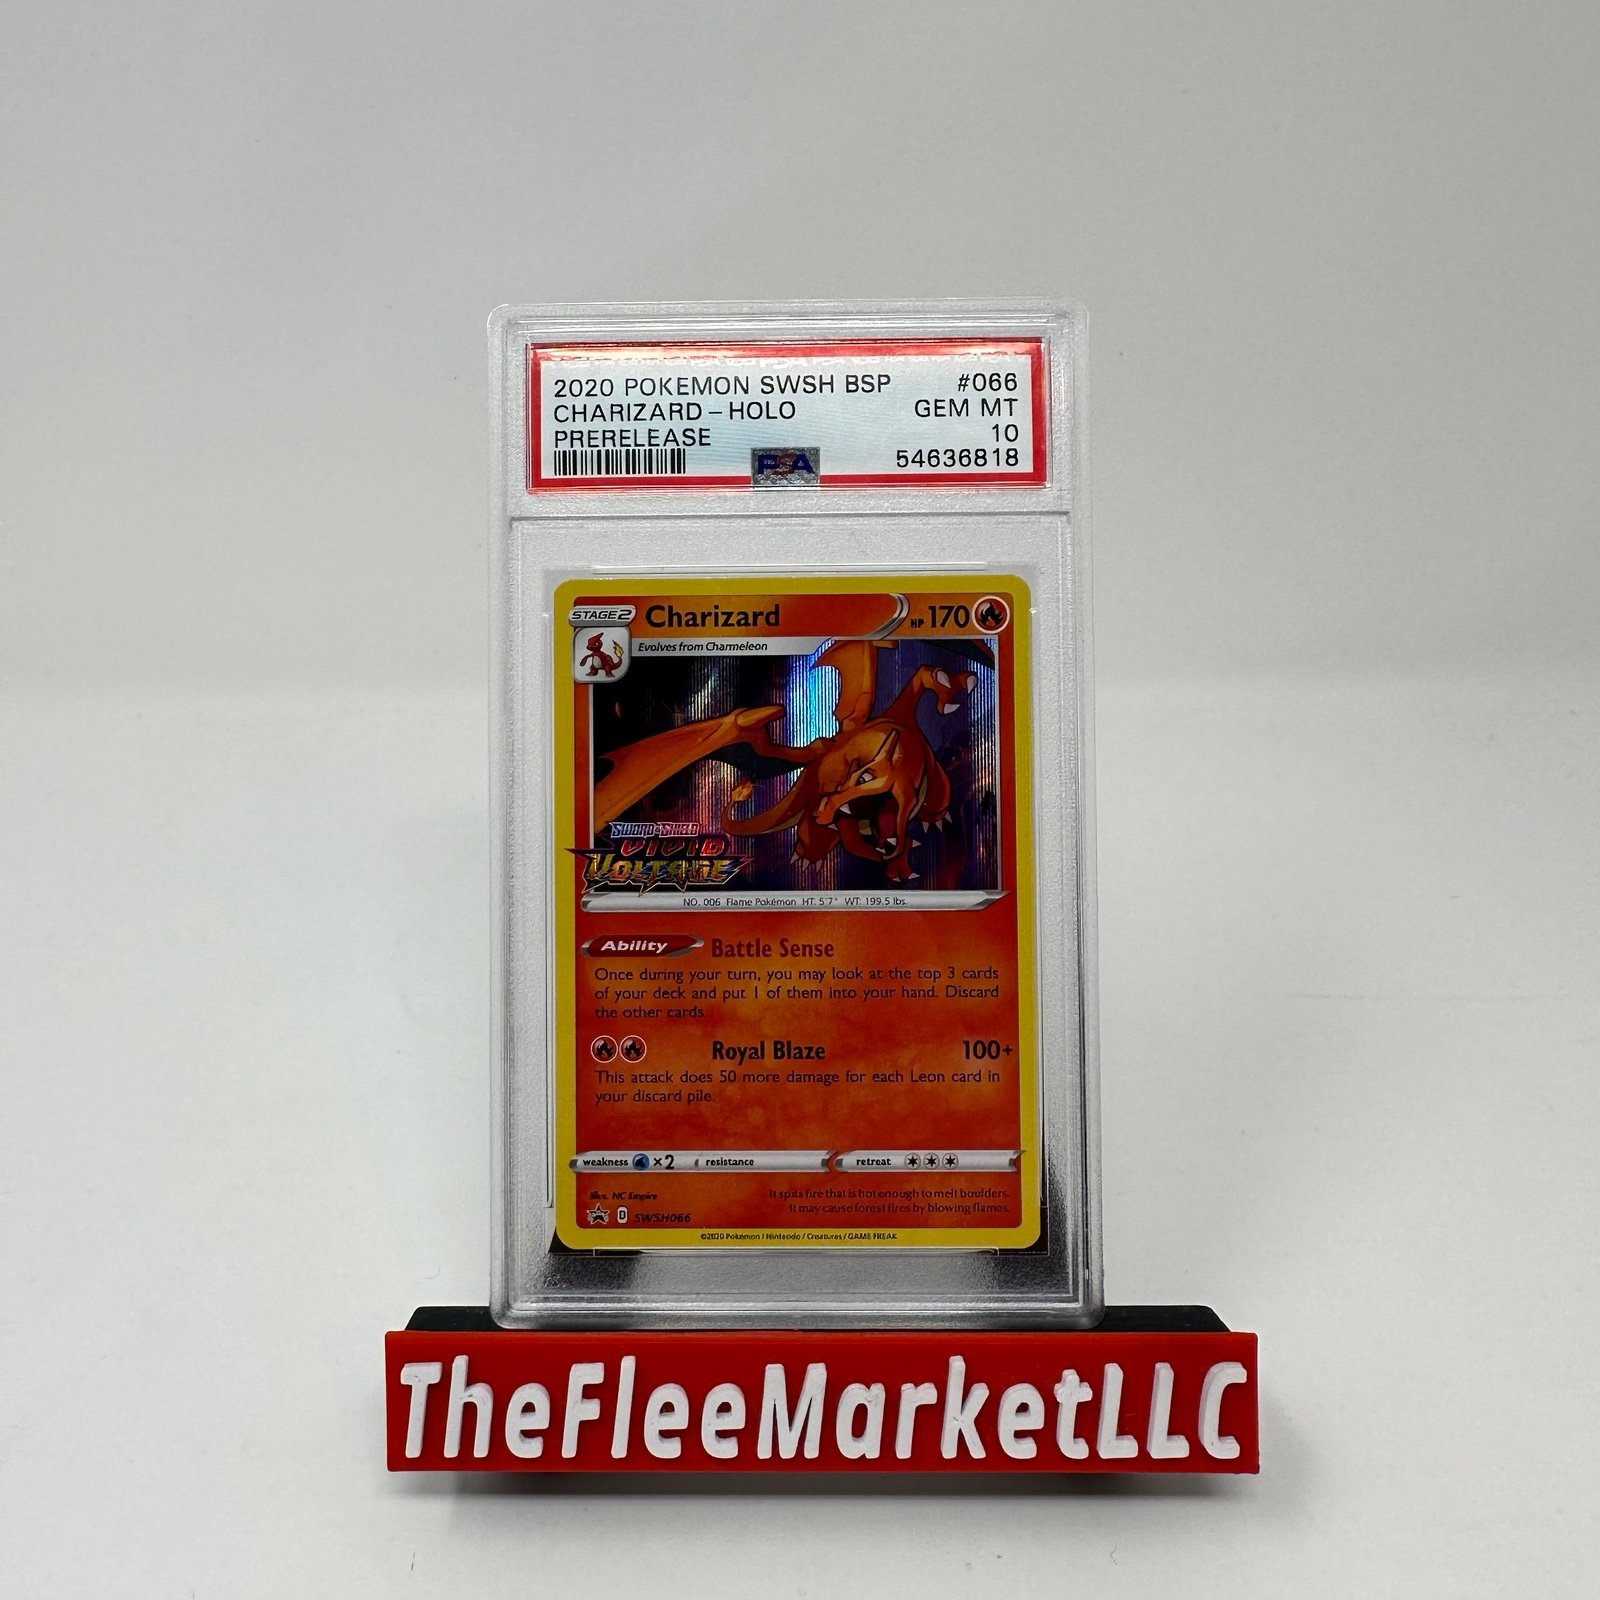 2020 POKEMON SWSH BSP #066
CHARIZARD - HOLO GEM MT
PRERELEASE 10
PSA 54636818
STAGE 2 Charizard HP 170
Evolves from Charmeleon
SWORD & SHIELD
VIVID
VOLTAGE
NO. 006 Flame Pokémon HT: 5'7" WT: 199.5 lbs.
Ability Battle Sense
Once during your turn, you may look at the top 3 cards
of your deck and put 1 of them into your hand. Discard
the other cards.
Royal Blaze 100+
This attack does 50 more damage for each Leon card in
your discard pile.
weakness ×2 resistance retreat
Illus. NC Empire
It spits fire that is hot enough to melt boulders.
It may cause forest fires by blowing flames.
D SWSH066
©2020 Pokémon / Nintendo / Creatures / GAME FREAK
TheFleeMarketLLC